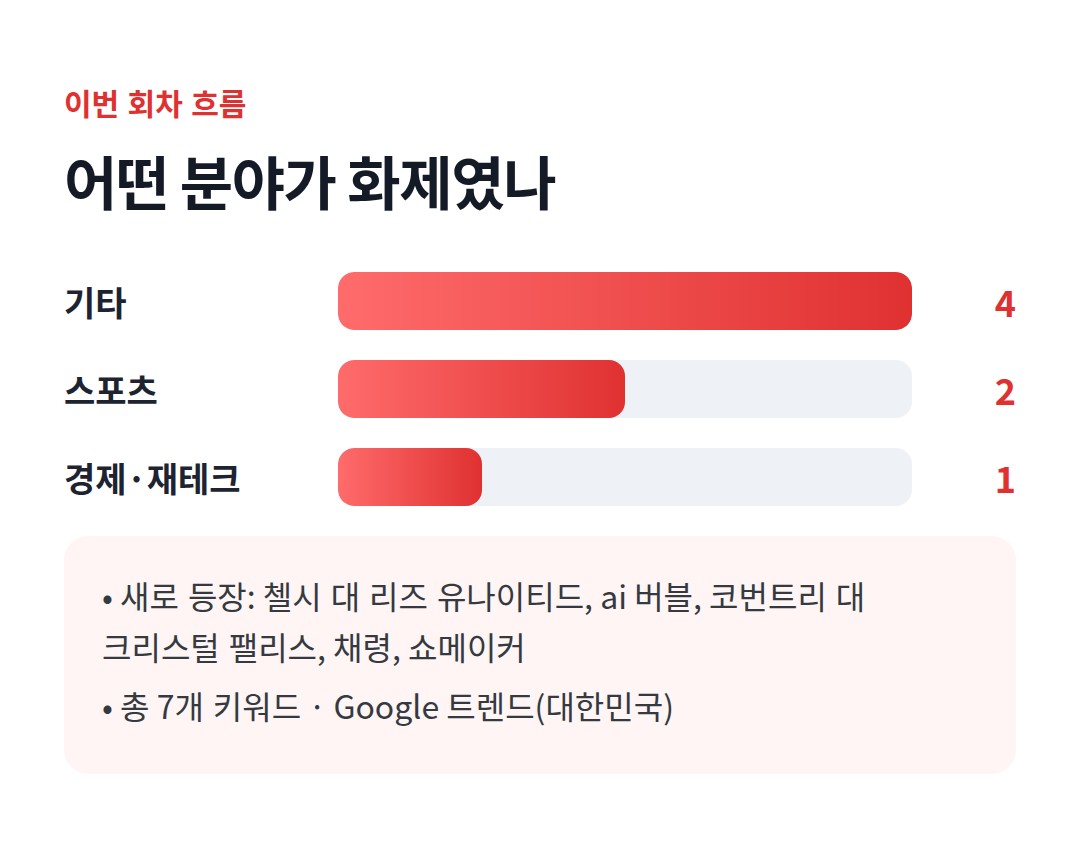 이번 회차 흐름
어떤 분야가 화제였나
기타 4
스포츠 2
경제·재테크 1
• 새로 등장: 첼시 대 리즈 유나이티드, ai 버블, 코번트리 대
크리스털 팰리스, 채령, 쇼메이커
• 총 7개 키워드 · Google 트렌드(대한민국)